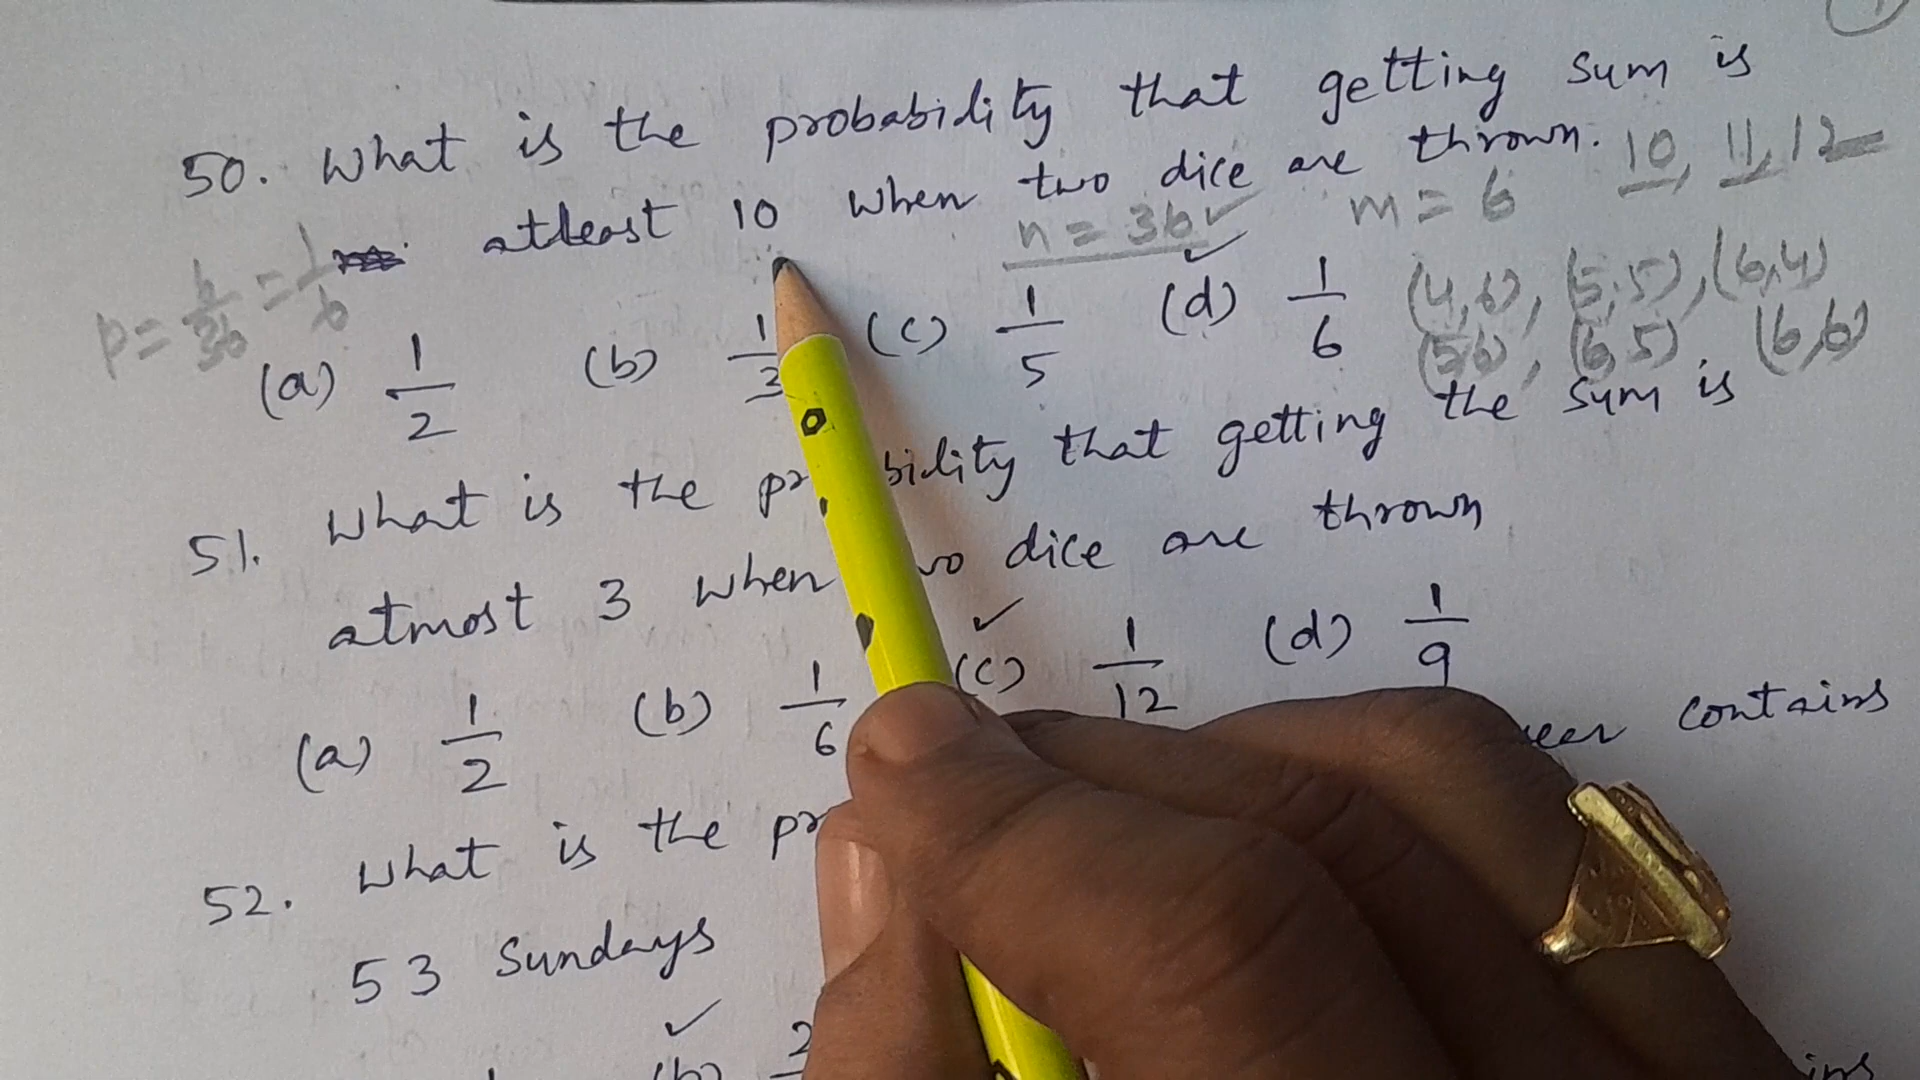 50. What is the probability that getting sum is
atleast 10 when two dice are thrown. 10, 11, 12
n = 36 ✓ m = 6
p = 6/36 = 1/6
(a) 1/2 (b) 1/3 (c) 1/5 (d) 1/6 (4,6), (5,5), (6,4)
(5,6), (6,5), (6,6)
51. What is the pr bility that getting the sum is
atmost 3 when wo dice are thrown
(a) 1/2 (b) 1/6 (c) 1/12 (d) 1/9
52. What is the pr contains
53 Sundays
(b) 2